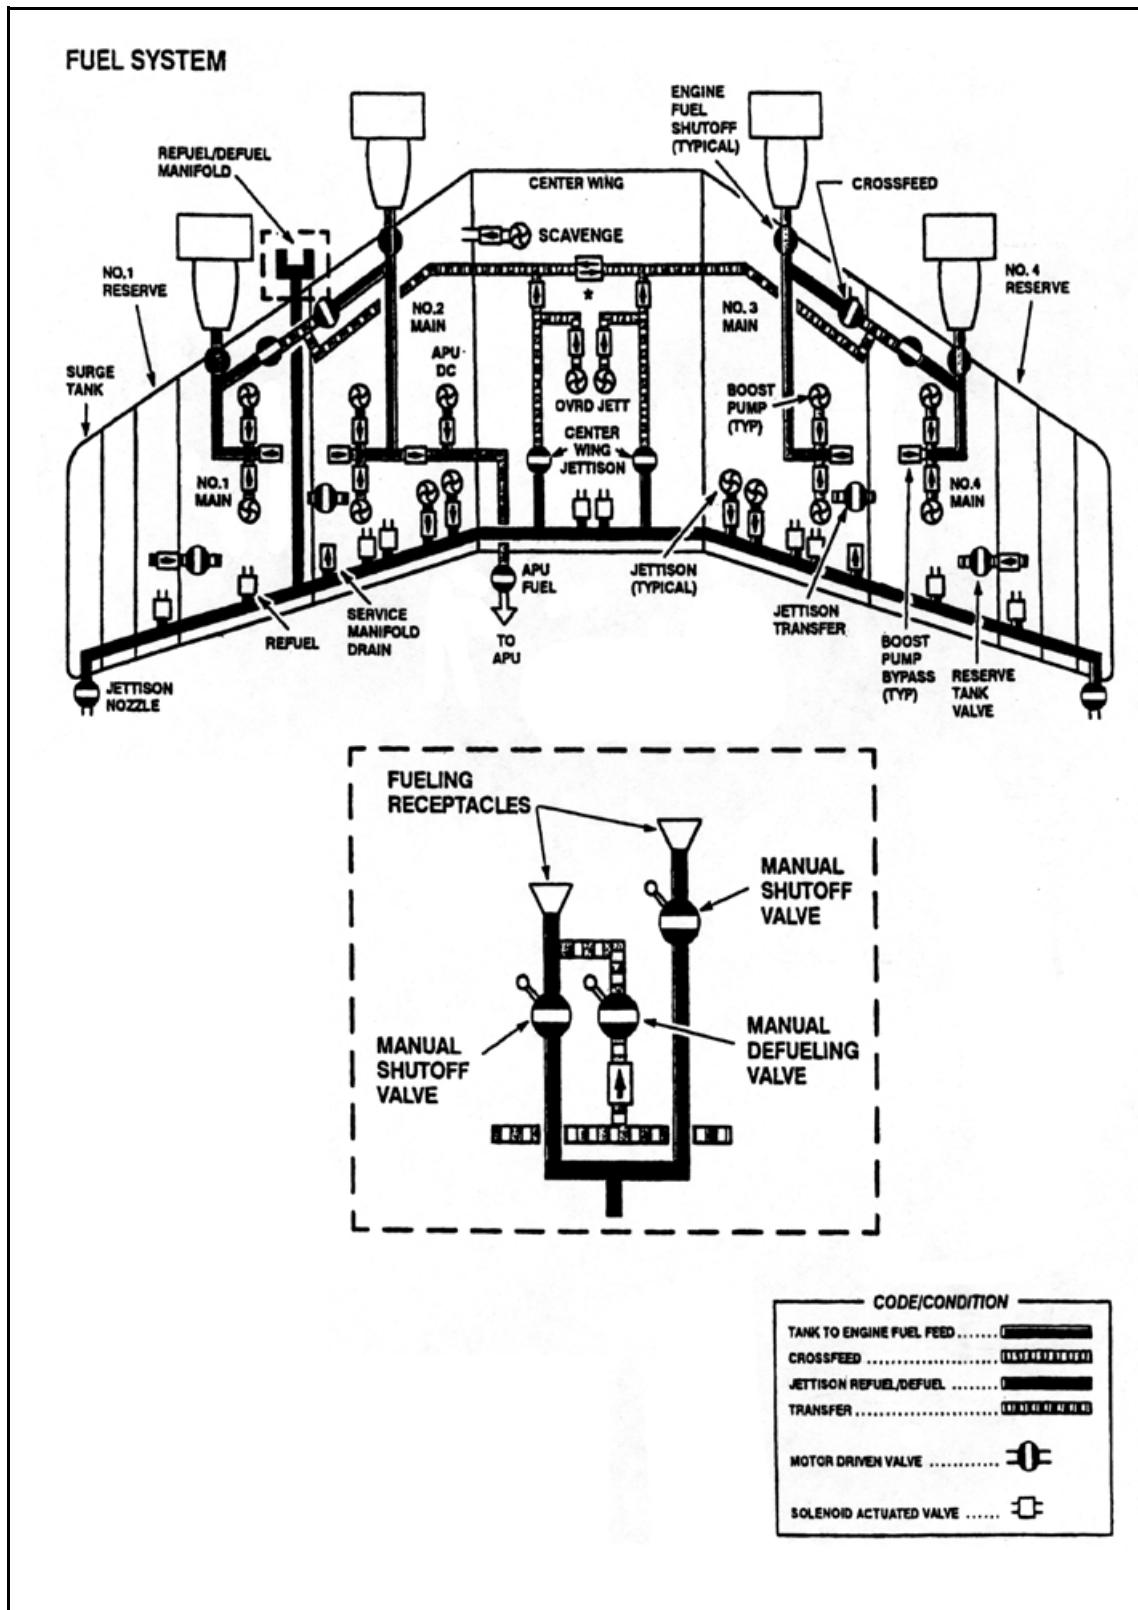 FUEL SYSTEM
ENGINE
FUEL
SHUTOFF
(TYPICAL)
REFUEL/DEFUEL
MANIFOLD
CENTER WING
CROSSFEED
SCAVENGE
NO.1
RESERVE
NO. 4
RESERVE
*
NO.2
MAIN
NO. 3
MAIN
APU
DC
SURGE
TANK
BOOST
PUMP
(TYP)
OVRD JETT
CENTER
WING
JETTISON
NO.1
MAIN
NO.4
MAIN
APU
FUEL
JETTISON
(TYPICAL)
JETTISON
TRANSFER
SERVICE
MANIFOLD
DRAIN
REFUEL
TO
APU
BOOST
PUMP
BYPASS
(TYP)
RESERVE
TANK
VALVE
JETTISON
NOZZLE
FUELING
RECEPTACLES
MANUAL
SHUTOFF
VALVE
MANUAL
SHUTOFF
VALVE
MANUAL
DEFUELING
VALVE
CODE/CONDITION
TANK TO ENGINE FUEL FEED .......
CROSSFEED ......................
JETTISON REFUEL/DEFUEL ........
TRANSFER ........................
MOTOR DRIVEN VALVE ............
SOLENOID ACTUATED VALVE ......